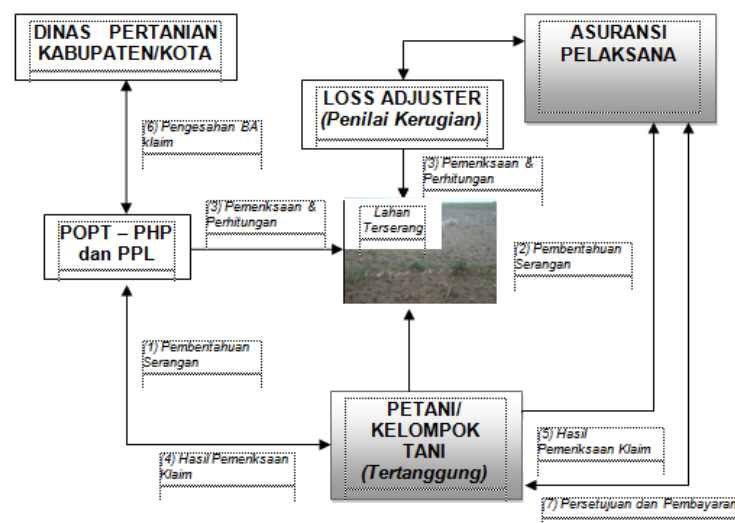 DINAS PERTANIAN
KABUPATEN/KOTA
ASURANSI
PELAKSANA
LOSS ADJUSTER
(Penilai Kerugian)
(6) Pengesahan BA
klaim
(3) Pemeriksaan &
Perhitungan
(3) Pemeriksaan &
Perhitungan
Lahan
Terserang
POPT – PHP
dan PPL
(2) Pemberitahuan
Serangan
(1) Pemberitahuan
Serangan
PETANI/
KELOMPOK
TANI
(Tertanggung)
(4) Hasil Pemeriksaan
Klaim
(5) Hasil
Pemeriksaan Klaim
(7) Persetujuan dan Pembayaran